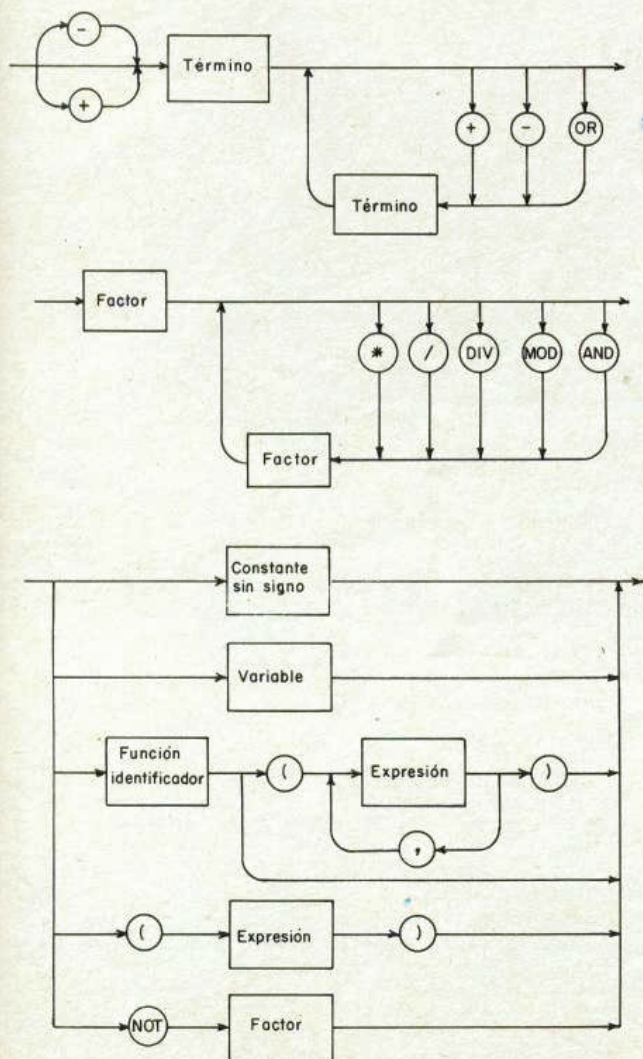 -
Término
+
+ - OR
Término
Factor
* / DIV MOD AND
Factor
Constante
sin signo
Variable
Función
identificador
( Expresión )
,
( Expresión )
NOT Factor